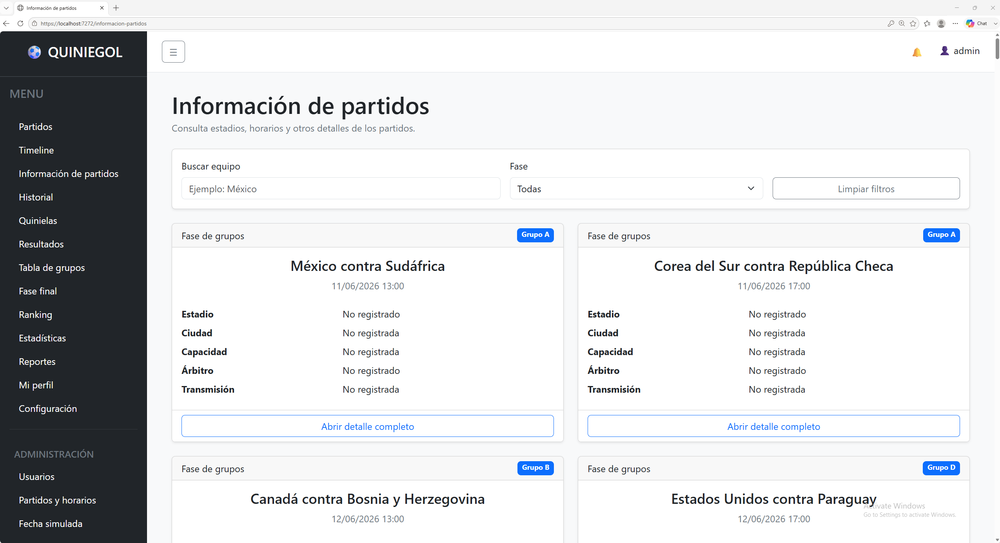 Información de partidos
https://localhost:7272/informacion-partidos
Chat
QUINIEGOL
admin
MENU
Partidos
Timeline
Información de partidos
Historial
Quinielas
Resultados
Tabla de grupos
Fase final
Ranking
Estadísticas
Reportes
Mi perfil
Configuración
ADMINISTRACIÓN
Usuarios
Partidos y horarios
Fecha simulada
Información de partidos
Consulta estadios, horarios y otros detalles de los partidos.
Buscar equipo
Ejemplo: México
Fase
Todas
Limpiar filtros
Fase de grupos
Grupo A
México contra Sudáfrica
11/06/2026 13:00
Estadio No registrado
Ciudad No registrada
Capacidad No registrada
Árbitro No registrado
Transmisión No registrada
Abrir detalle completo
Fase de grupos
Grupo A
Corea del Sur contra República Checa
11/06/2026 17:00
Estadio No registrado
Ciudad No registrada
Capacidad No registrada
Árbitro No registrado
Transmisión No registrada
Abrir detalle completo
Fase de grupos
Grupo B
Canadá contra Bosnia y Herzegovina
12/06/2026 13:00
Fase de grupos
Grupo D
Estados Unidos contra Paraguay
12/06/2026 17:00
Activate Windows
Go to Settings to activate Windows.